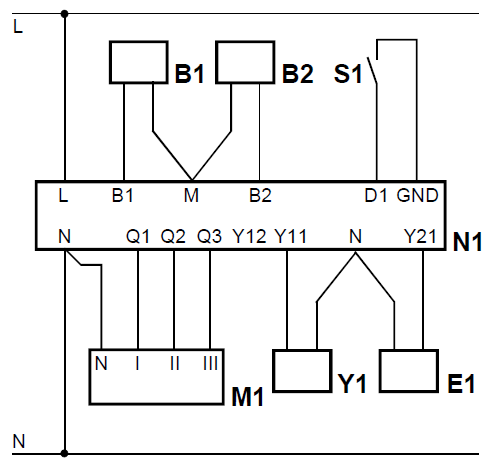 L
B1 B2 S1
L B1 M B2 D1 GND
N Q1 Q2 Q3 Y12 Y11 N Y21 N1
N I II III
M1 Y1 E1
N